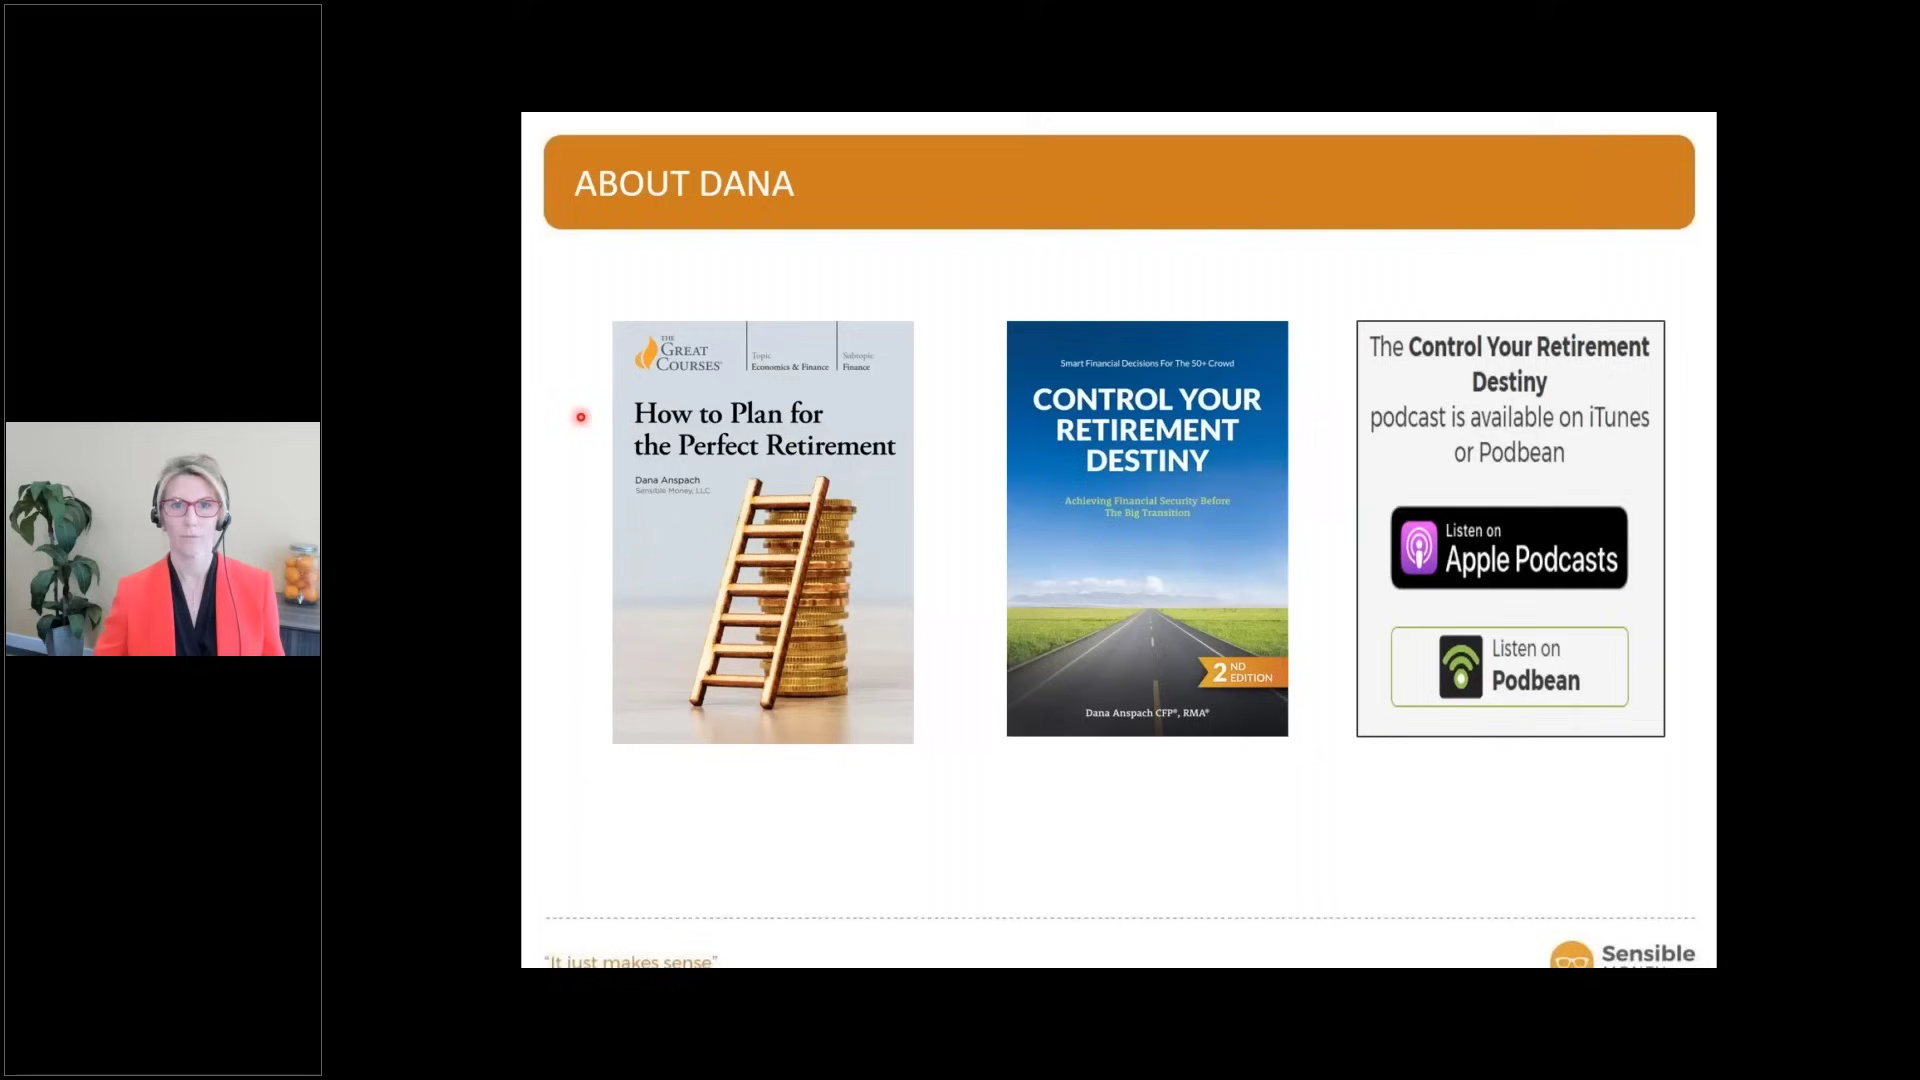 ABOUT DANA
THE
GREAT
COURSES
Topic
Economics & Finance
Subtopic
Finance
How to Plan for
the Perfect Retirement
Dana Anspach
Sensible Money, LLC
Smart Financial Decisions For The 50+ Crowd
CONTROL YOUR
RETIREMENT
DESTINY
Achieving Financial Security Before
The Big Transition
2 ND
EDITION
Dana Anspach CFP®, RMA®
The Control Your Retirement
Destiny
podcast is available on iTunes
or Podbean
Listen on
Apple Podcasts
Listen on
Podbean
“It just makes sense”
Sensible